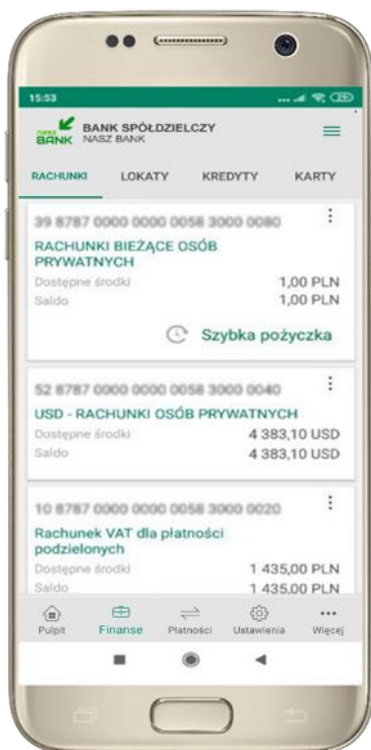 15:53
nasz BANK
BANK SPÓŁDZIELCZY
NASZ BANK
RACHUNKI LOKATY KREDYTY KARTY
39 8787 0000 0000 0058 3000 0080
RACHUNKI BIEŻĄCE OSÓB
PRYWATNYCH
Dostępne środki 1,00 PLN
Saldo 1,00 PLN
Szybka pożyczka
52 8787 0000 0000 0058 3000 0040
USD - RACHUNKI OSÓB PRYWATNYCH
Dostępne środki 4 383,10 USD
Saldo 4 383,10 USD
10 8787 0000 0000 0058 3000 0020
Rachunek VAT dla płatności
podzielonych
Dostępne środki 1 435,00 PLN
Saldo 1 435,00 PLN
Pulpit Finanse Płatności Ustawienia Więcej